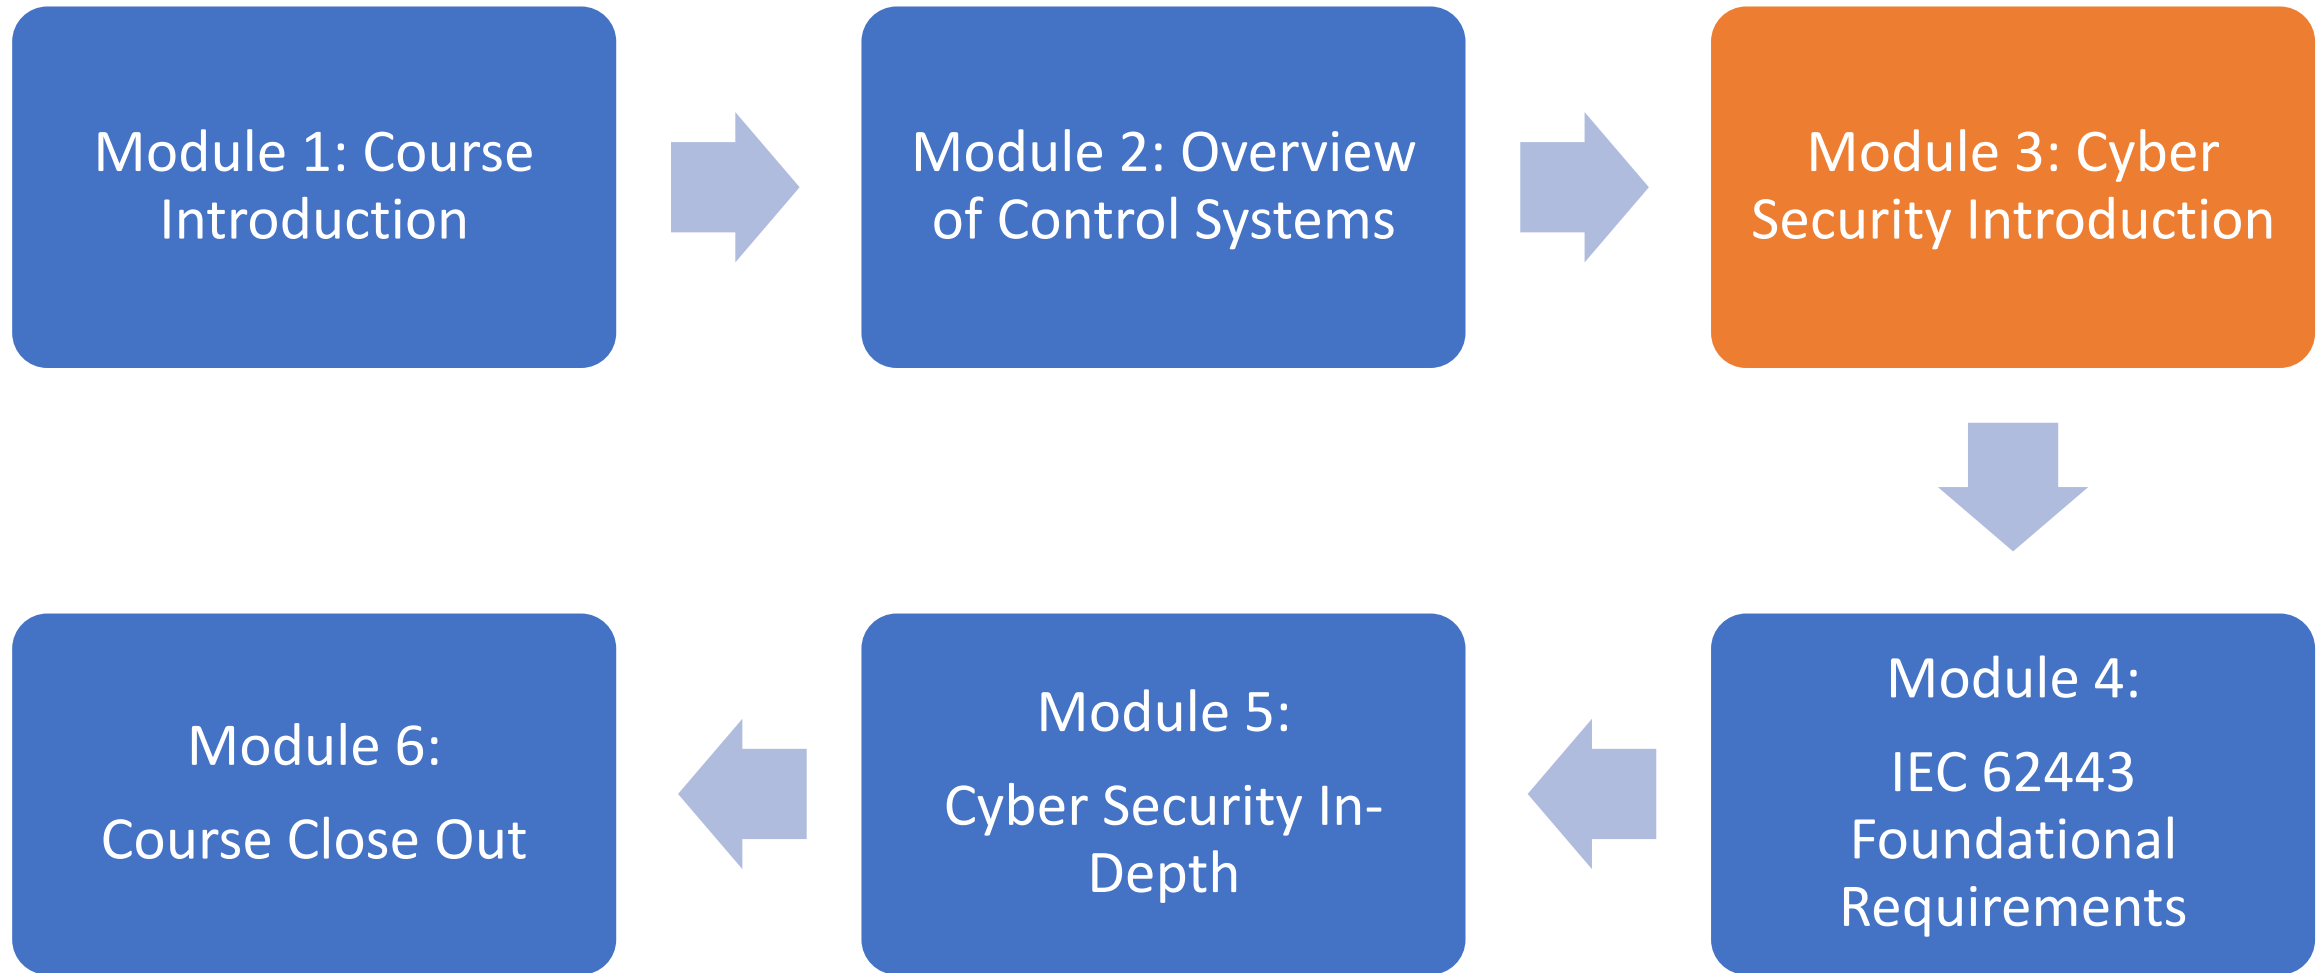 Module 1: Course
Introduction
Module 2: Overview
of Control Systems
Module 3: Cyber
Security Introduction
Module 4:
IEC 62443
Foundational
Requirements
Module 5:
Cyber Security In-
Depth
Module 6:
Course Close Out